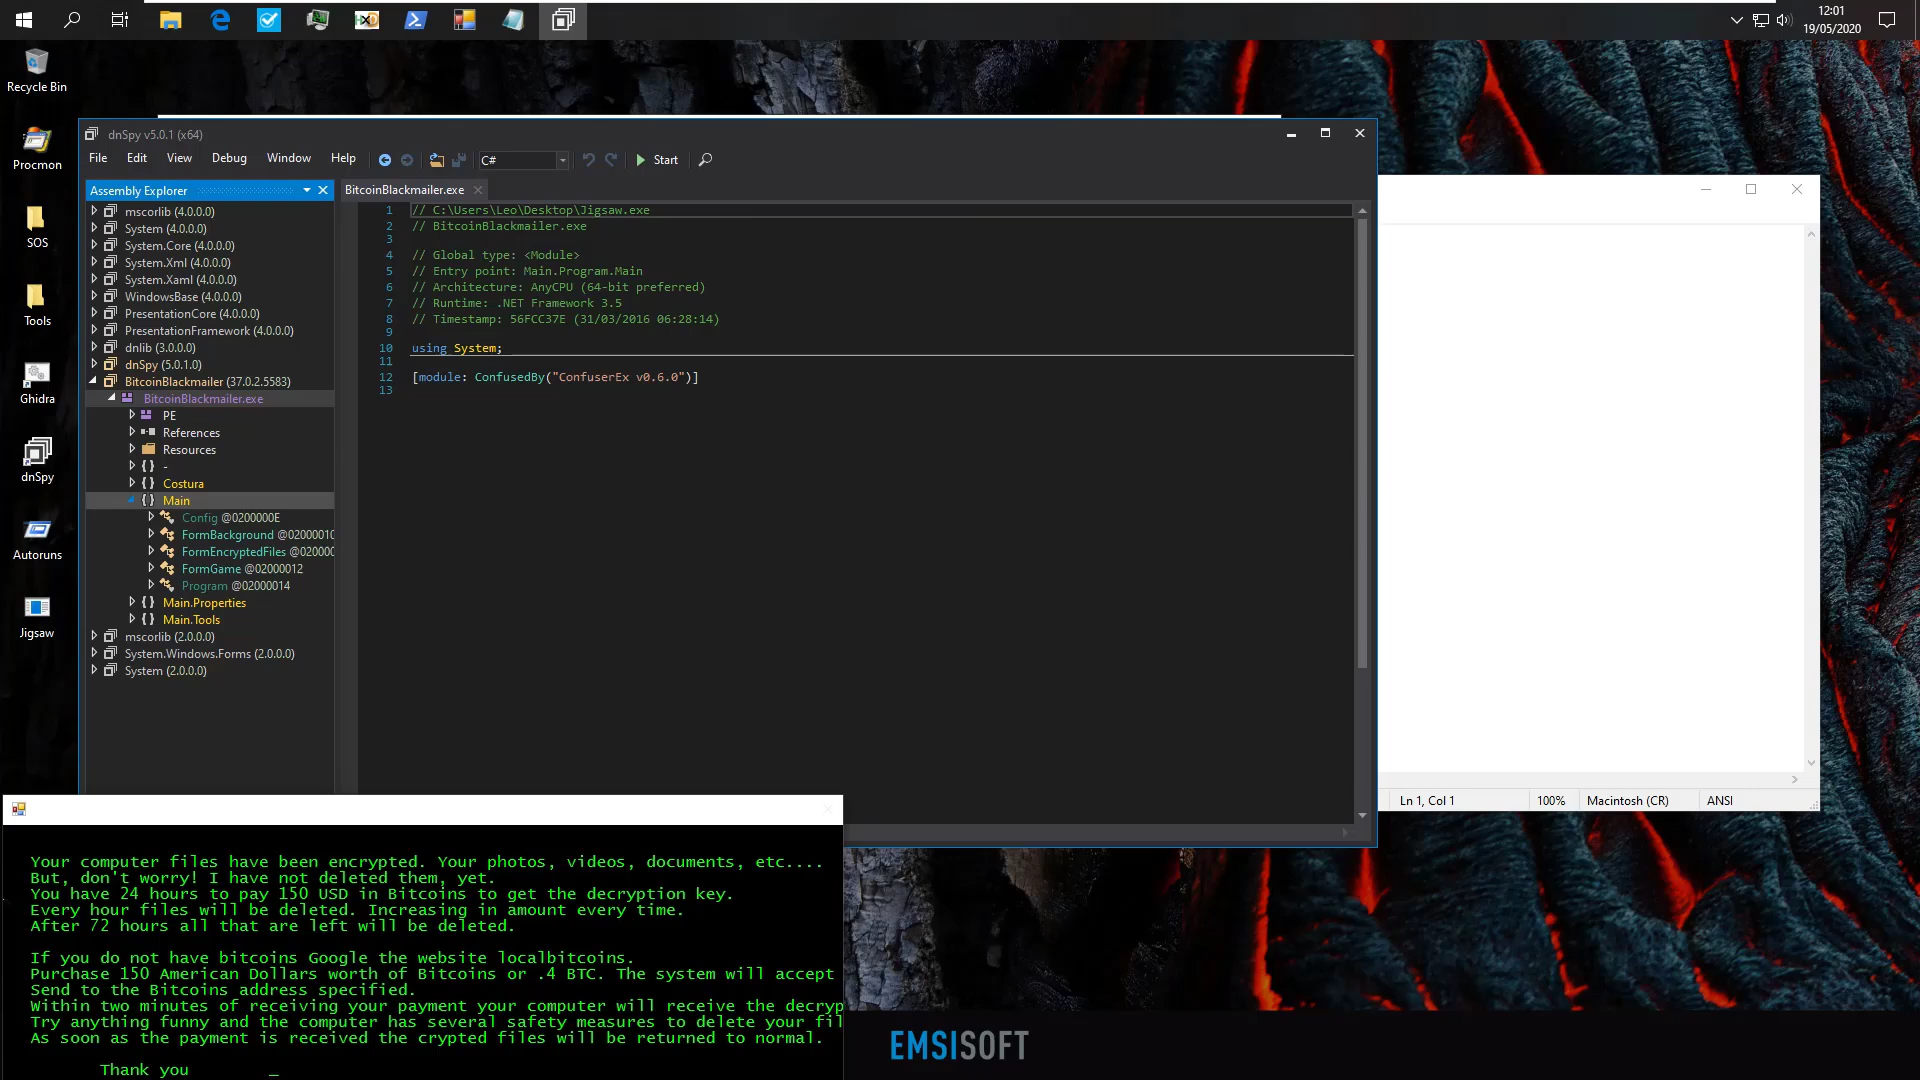 12:01
19/05/2020
Recycle Bin
Procmon
SOS
Tools
Ghidra
dnSpy
Autoruns
Jigsaw
dnSpy v5.0.1 (x64)
File Edit View Debug Window Help C# Start
Assembly Explorer
mscorlib (4.0.0.0)
System (4.0.0.0)
System.Core (4.0.0.0)
System.Xml (4.0.0.0)
System.Xaml (4.0.0.0)
WindowsBase (4.0.0.0)
PresentationCore (4.0.0.0)
PresentationFramework (4.0.0.0)
dnlib (3.0.0.0)
dnSpy (5.0.1.0)
BitcoinBlackmailer (37.0.2.5583)
BitcoinBlackmailer.exe
PE
References
Resources
{ } -
{ } Costura
{ } Main
Config @0200000E
FormBackground @02000010
FormEncryptedFiles @020000
FormGame @02000012
Program @02000014
{ } Main.Properties
{ } Main.Tools
mscorlib (2.0.0.0)
System.Windows.Forms (2.0.0.0)
System (2.0.0.0)
BitcoinBlackmailer.exe
1 // C:\Users\Leo\Desktop\Jigsaw.exe
2 // BitcoinBlackmailer.exe
3
4 // Global type: <Module>
5 // Entry point: Main.Program.Main
6 // Architecture: AnyCPU (64-bit preferred)
7 // Runtime: .NET Framework 3.5
8 // Timestamp: 56FCC37E (31/03/2016 06:28:14)
9
10 using System;
11
12 [module: ConfusedBy("ConfuserEx v0.6.0")]
13
Ln 1, Col 1 100% Macintosh (CR) ANSI
Your computer files have been encrypted. Your photos, videos, documents, etc....
But, don't worry! I have not deleted them, yet.
You have 24 hours to pay 150 USD in Bitcoins to get the decryption key.
Every hour files will be deleted. Increasing in amount every time.
After 72 hours all that are left will be deleted.
If you do not have bitcoins Google the website localbitcoins.
Purchase 150 American Dollars worth of Bitcoins or .4 BTC. The system will accept
Send to the Bitcoins address specified.
Within two minutes of receiving your payment your computer will receive the decryp
Try anything funny and the computer has several safety measures to delete your fil
As soon as the payment is received the crypted files will be returned to normal.
Thank you _
EMSISOFT